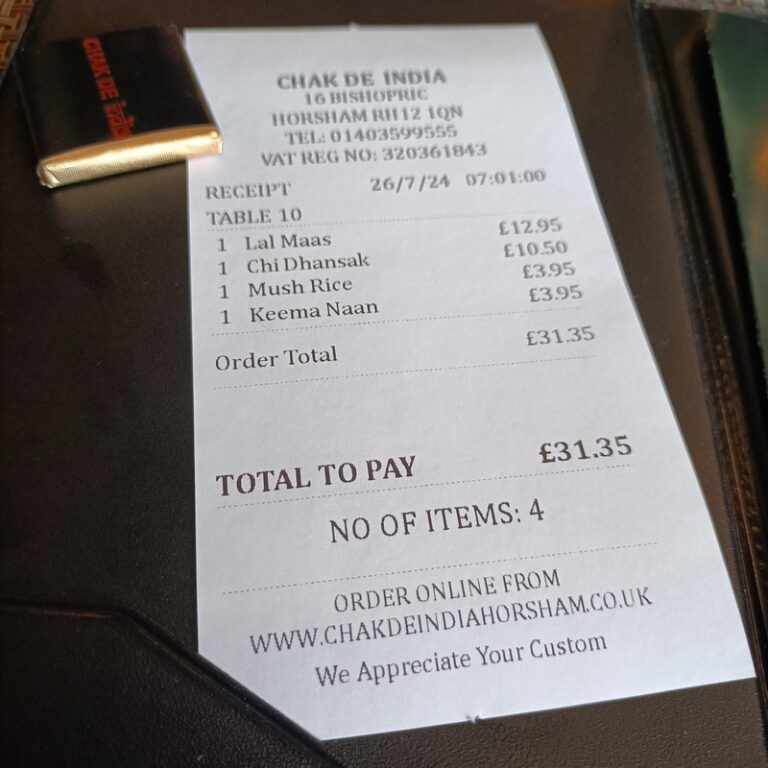 CHAK DE INDIA
CHAK DE INDIA
16 BISHOPRIC
HORSHAM RH12 1QN
TEL: 01403599555
VAT REG NO: 320361843
RECEIPT 26/7/24 07:01:00
TABLE 10
1 Lal Maas £12.95
1 Chi Dhansak £10.50
1 Mush Rice £3.95
1 Keema Naan £3.95
Order Total £31.35
TOTAL TO PAY £31.35
NO OF ITEMS: 4
ORDER ONLINE FROM
WWW.CHAKDEINDIAHORSHAM.CO.UK
We Appreciate Your Custom